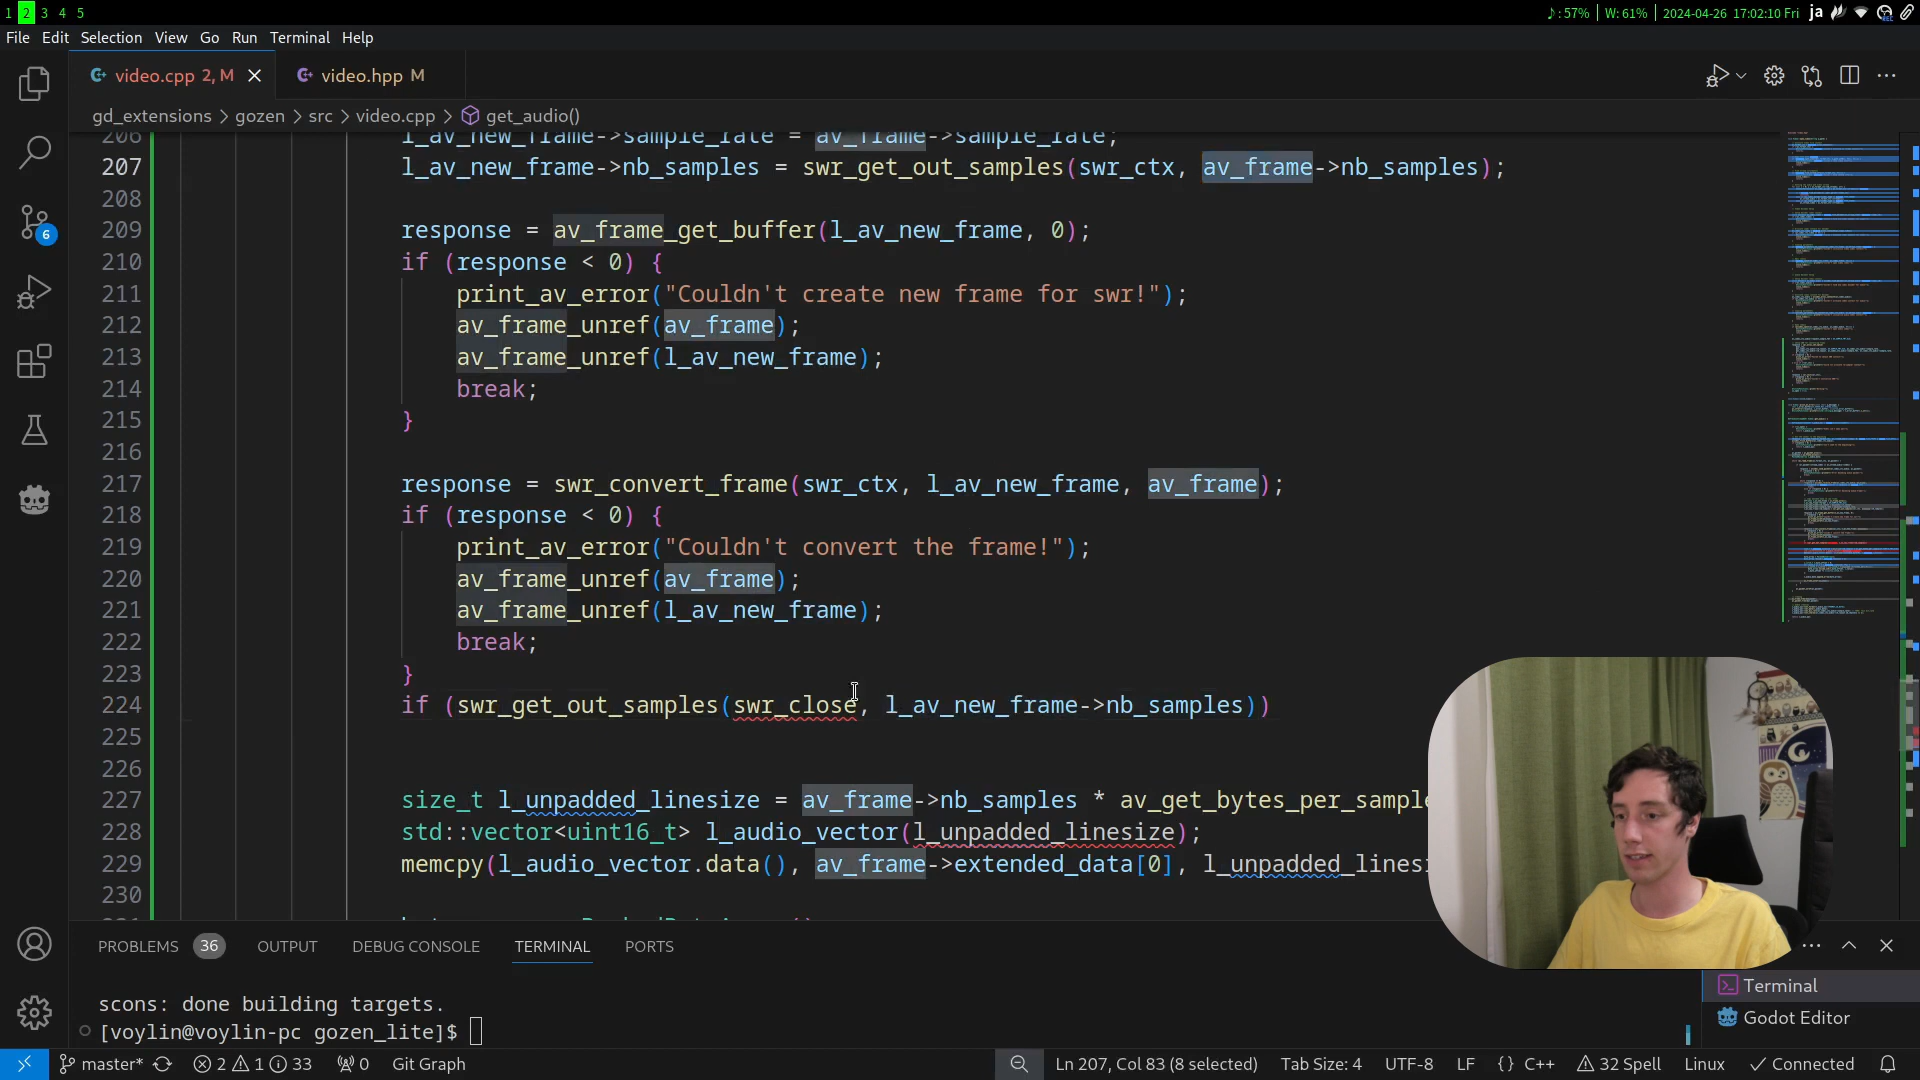 1 2 3 4 5
♪: 57% | W: 61% | 2024-04-26 17:02:10 Fri ja
File Edit Selection View Go Run Terminal Help
video.cpp 2, M
video.hpp M
gd_extensions > gozen > src > video.cpp > get_audio()
206 l_av_new_frame->sample_rate = av_frame->sample_rate;
207 l_av_new_frame->nb_samples = swr_get_out_samples(swr_ctx, av_frame->nb_samples);
208
209 response = av_frame_get_buffer(l_av_new_frame, 0);
210 if (response < 0) {
211 print_av_error("Couldn't create new frame for swr!");
212 av_frame_unref(av_frame);
213 av_frame_unref(l_av_new_frame);
214 break;
215 }
216
217 response = swr_convert_frame(swr_ctx, l_av_new_frame, av_frame);
218 if (response < 0) {
219 print_av_error("Couldn't convert the frame!");
220 av_frame_unref(av_frame);
221 av_frame_unref(l_av_new_frame);
222 break;
223 }
224 if (swr_get_out_samples(swr_close, l_av_new_frame->nb_samples))
225
226
227 size_t l_unpadded_linesize = av_frame->nb_samples * av_get_bytes_per_sample
228 std::vector<uint16_t> l_audio_vector(l_unpadded_linesize);
229 memcpy(l_audio_vector.data(), av_frame->extended_data[0], l_unpadded_linesi
230
6
PROBLEMS 36 OUTPUT DEBUG CONSOLE TERMINAL PORTS
scons: done building targets.
[voylin@voylin-pc gozen_lite]$
Terminal
Godot Editor
master* 2 1 33 0 Git Graph
Ln 207, Col 83 (8 selected) Tab Size: 4 UTF-8 LF {} C++ 32 Spell Linux Connected